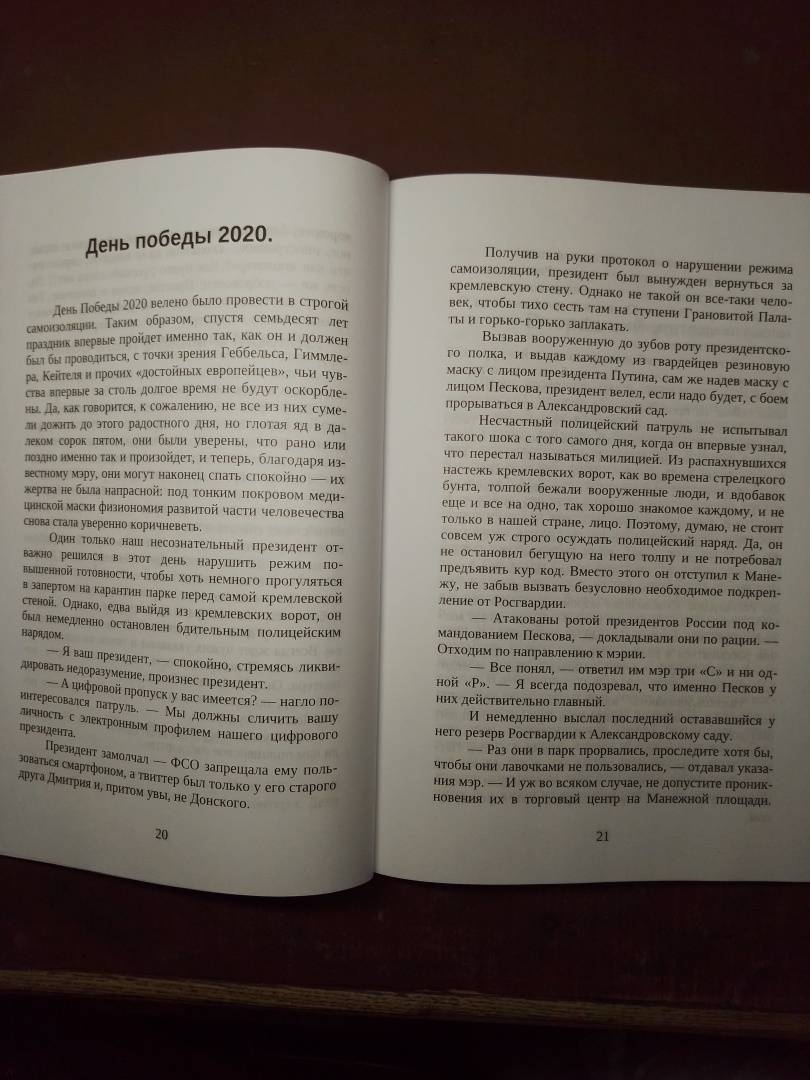 День победы 2020.
День Победы 2020 велено было провести в строгой
самоизоляции. Таким образом, спустя семьдесят лет
праздник впервые пройдет именно так, как он и должен
был бы проводиться, с точки зрения Геббельса, Гиммле-
ра, Кейтеля и прочих «достойных европейцев», чьи чув-
ства впервые за столь долгое время не будут оскорбле-
ны. Да, как говорится, к сожалению, не все из них суме-
ли дожить до этого радостного дня, но глотая яд в да-
леком сорок пятом, они были уверены, что рано или
поздно именно так и произойдет, и теперь, благодаря из-
вестному мэру, они могут наконец спать спокойно — их
жертва не была напрасной: под тонким покровом меди-
цинской маски физиономия развитой части человечества
снова стала уверенно коричневеть.
Один только наш несознательный президент от-
важно решился в этот день нарушить режим по-
вышенной готовности, чтобы хоть немного прогуляться
в запертом на карантин парке перед самой кремлевской
стеной. Однако, едва выйдя из кремлевских ворот, он
был немедленно остановлен бдительным полицейским
нарядом.
— Я ваш президент, — спокойно, стремясь ликви-
дировать недоразумение, произнес президент.
— А цифровой пропуск у вас имеется? — нагло по-
интересовался патруль. — Мы должны сличить вашу
личность с электронным профилем нашего цифрового
президента.
Президент замолчал — ФСО запрещала ему поль-
зоваться смартфоном, а твиттер был только у его старого
друга Дмитрия и, притом увы, не Донского.
20
Получив на руки протокол о нарушении режима
самоизоляции, президент был вынужден вернуться за
кремлевскую стену. Однако не такой он все-таки чело-
век, чтобы тихо сесть там на ступени Грановитой Пала-
ты и горько-горько заплакать.
Вызвав вооруженную до зубов роту президентско-
го полка, и выдав каждому из гвардейцев резиновую
маску с лицом президента Путина, сам же надев маску с
лицом Пескова, президент велел, если надо будет, с боем
прорываться в Александровский сад.
Несчастный полицейский патруль не испытывал
такого шока с того самого дня, когда он впервые узнал,
что перестал называться милицией. Из распахнувшихся
настежь кремлевских ворот, как во времена стрелецкого
бунта, толпой бежали вооруженные люди, и вдобавок
еще и все на одно, так хорошо знакомое каждому, и не
только в нашей стране, лицо. Поэтому, думаю, не стоит
совсем уж строго осуждать полицейский наряд. Да, он
не остановил бегущую на него толпу и не потребовал
предъявить кур код. Вместо этого он отступил к Мане-
жу, не забыв вызвать безусловно необходимое подкреп-
ление от Росгвардии.
— Атакованы ротой президентов России под ко-
мандованием Пескова, — докладывали они по рации. —
Отходим по направлению к мэрии.
— Все понял, — ответил им мэр три «С» и ни од-
ной «Р». — Я всегда подозревал, что именно Песков у
них действительно главный.
И немедленно выслал последний остававшийся у
него резерв Росгвардии к Александровскому саду.
— Раз они в парк прорвались, проследите хотя бы,
чтобы они лавочками не пользовались, — отдавал указа-
ния мэр. — И уж во всяком случае, не допустите проник-
новения их в торговый центр на Манежной площади.
21